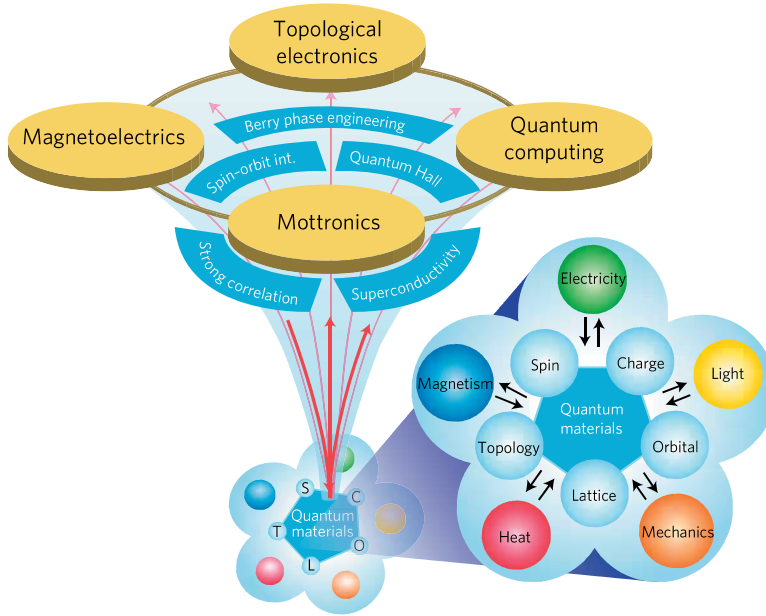 Topological
electronics
Magnetoelectrics
Berry phase engineering
Quantum
computing
Spin-orbit int.
Quantum Hall
Mottronics
Strong correlation
Superconductivity
Electricity
Spin
Charge
Magnetism
Light
Quantum
materials
Topology
Orbital
Lattice
Heat
Mechanics
S
C
Quantum
materials
T
O
L